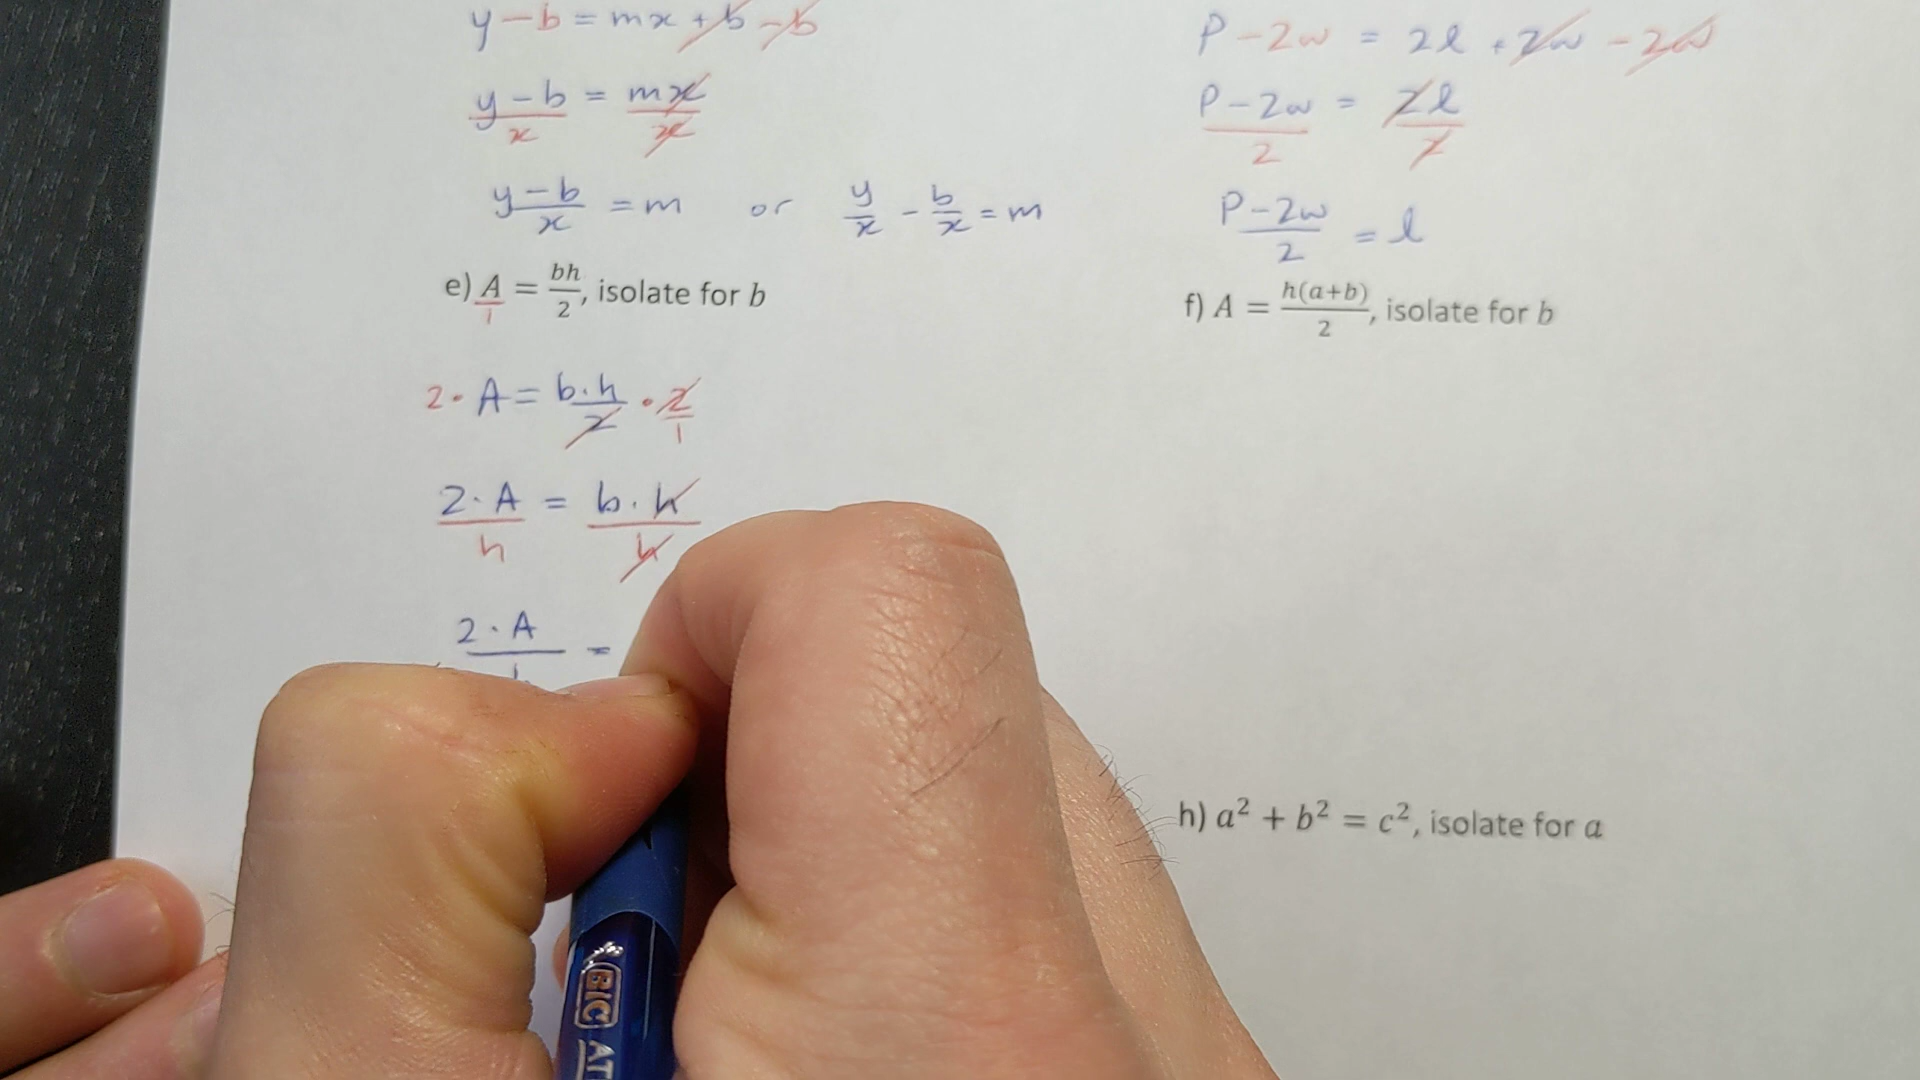 y - b = mx + b - b
y - b = mx
x x
y - b = m or y - b = m
x x x
e) A = bh/2, isolate for b
1
2 · A = b · h · 2
2 1
2 · A = b · h
h h
2 · A =
P - 2w = 2l + 2w - 2w
P - 2w = 2l
2 2
P - 2w = l
2
f) A = h(a+b)/2, isolate for b
h) a² + b² = c², isolate for a
BIC AT